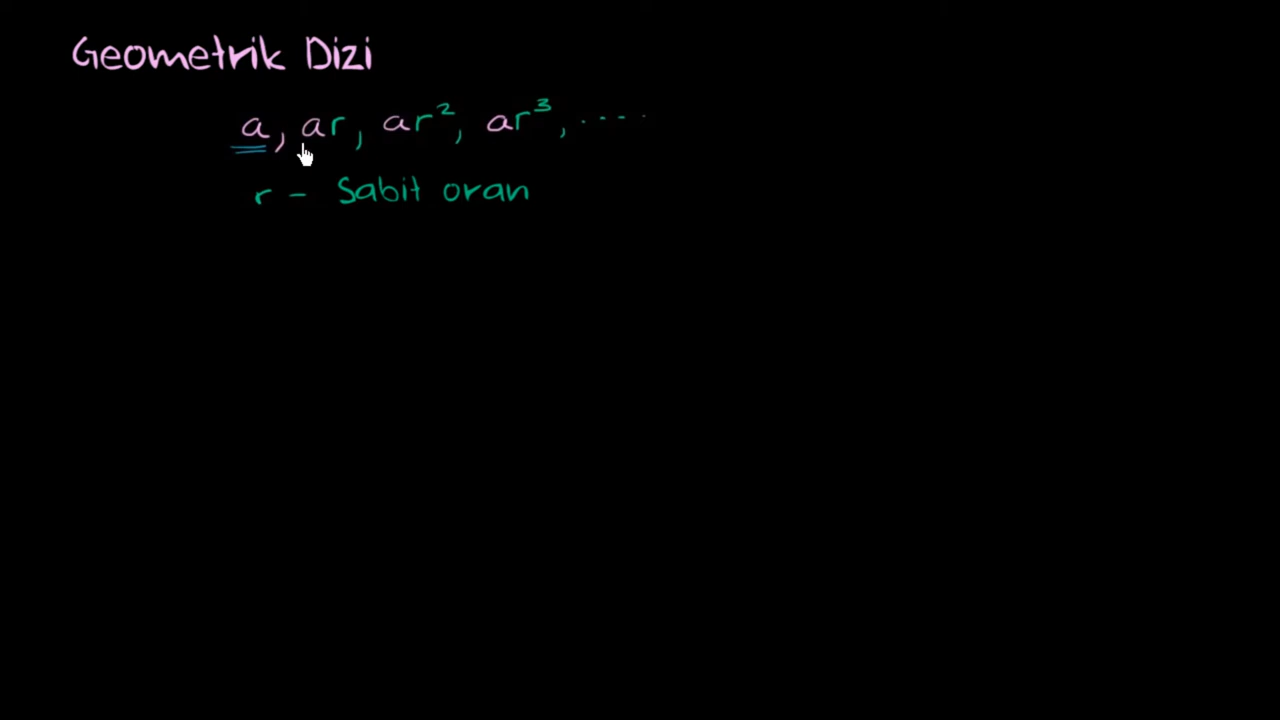 Geometrik Dizi
a, ar, ar², ar³, .....
r - Sabit oran